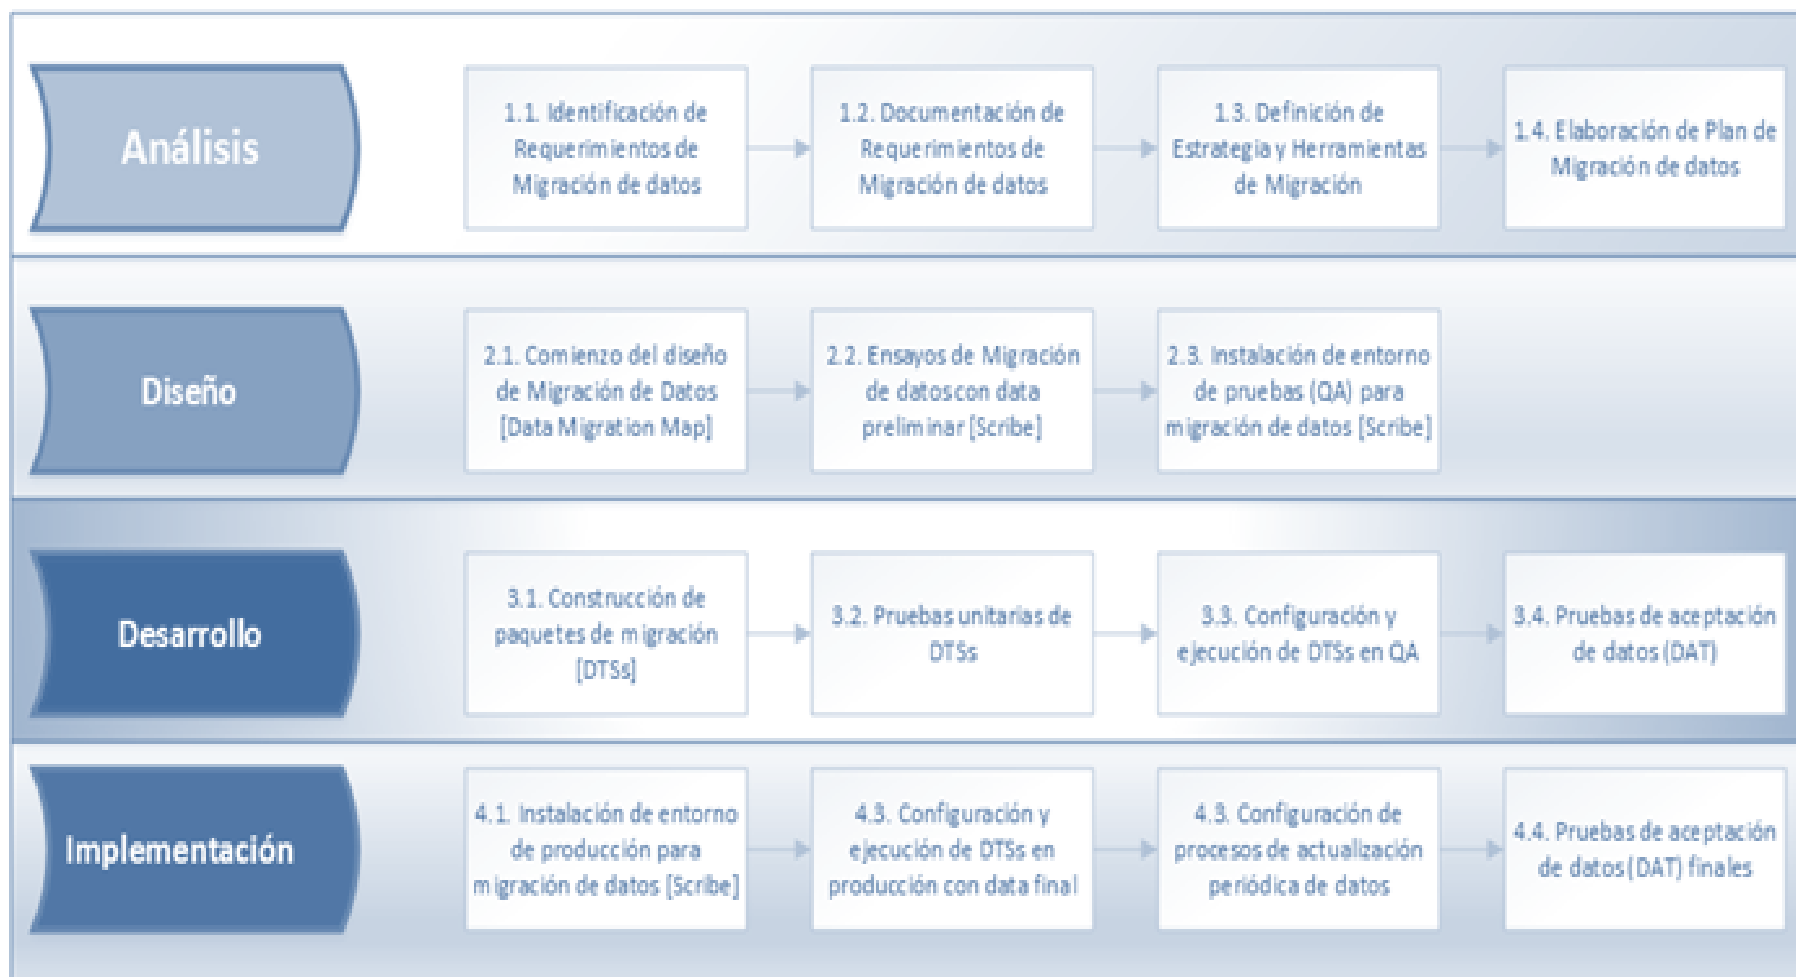 Análisis
1.1. Identificación de
Requerimientos de
Migración de datos
1.2. Documentación de
Requerimientos de
Migración de datos
1.3. Definición de
Estrategia y Herramientas
de Migración
1.4. Elaboración de Plan de
Migración de datos
Diseño
2.1. Comienzo del diseño
de Migración de Datos
[Data Migration Map]
2.2. Ensayos de Migración
de datos con data
preliminar [Scribe]
2.3. Instalación de entorno
de pruebas (QA) para
migración de datos [Scribe]
Desarrollo
3.1. Construcción de
paquetes de migración
[DTSs]
3.2. Pruebas unitarias de
DTSs
3.3. Configuración y
ejecución de DTSs en QA
3.4. Pruebas de aceptación
de datos (DAT)
Implementación
4.1. Instalación de entorno
de producción para
migración de datos [Scribe]
4.3. Configuración y
ejecución de DTSs en
producción con data final
4.3. Configuración de
procesos de actualización
periódica de datos
4.4. Pruebas de aceptación
de datos (DAT) finales